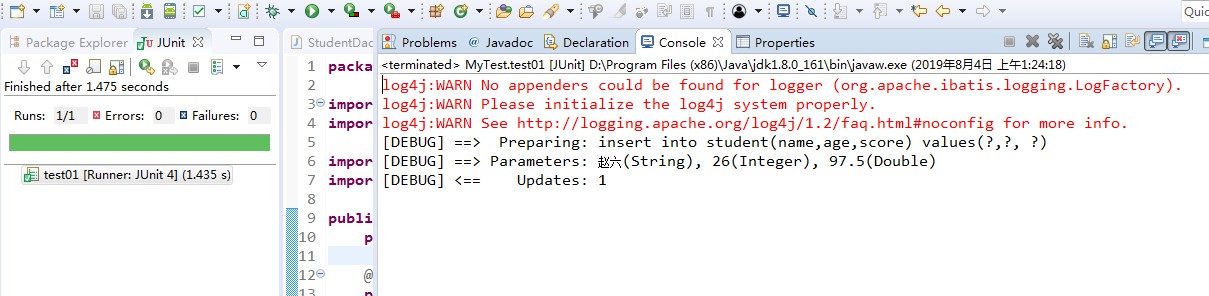 Quic
Package Explorer
JUnit
Finished after 1.475 seconds
Runs: 1/1
Errors: 0
Failures: 0
test01 [Runner: JUnit 4] (1.435 s)
StudentDao
1 packa
2
3 impor
4 impor
5
6 impor
7 impor
8
9 publi
10 p
11
12 @
13
Problems
@ Javadoc
Declaration
Console
Properties
<terminated> MyTest.test01 [JUnit] D:\Program Files (x86)\Java\jdk1.8.0_161\bin\javaw.exe (2019年8月4日 上午1:24:18)
log4j:WARN No appenders could be found for logger (org.apache.ibatis.logging.LogFactory).
log4j:WARN Please initialize the log4j system properly.
log4j:WARN See http://logging.apache.org/log4j/1.2/faq.html#noconfig for more info.
[DEBUG] ==>  Preparing: insert into student(name,age,score) values(?,?, ?)
[DEBUG] ==> Parameters: 赵六(String), 26(Integer), 97.5(Double)
[DEBUG] <==    Updates: 1